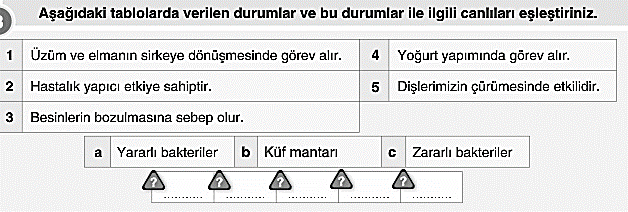 3
Aşağıdaki tablolarda verilen durumlar ve bu durumlar ile ilgili canlıları eşleştiriniz.
1 Üzüm ve elmanın sirkeye dönüşmesinde görev alır.
4 Yoğurt yapımında görev alır.
2 Hastalık yapıcı etkiye sahiptir.
5 Dişlerimizin çürümesinde etkilidir.
3 Besinlerin bozulmasına sebep olur.
a Yararlı bakteriler b Küf mantarı c Zararlı bakteriler
? ? ? ? ?
.......... .......... .......... .......... ..........